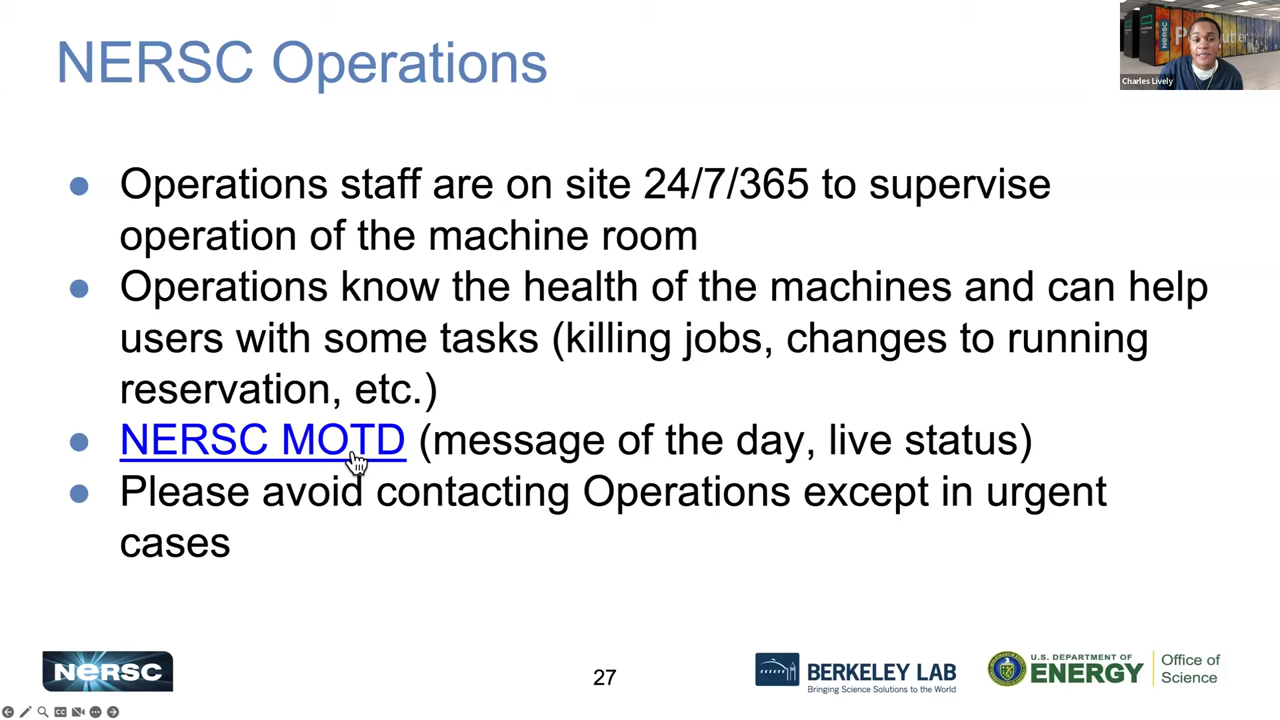 NERSC Operations
Charles Lively
● Operations staff are on site 24/7/365 to supervise
operation of the machine room
● Operations know the health of the machines and can help
users with some tasks (killing jobs, changes to running
reservation, etc.)
● NERSC MOTD (message of the day, live status)
● Please avoid contacting Operations except in urgent
cases
NERSC
27
BERKELEY LAB
Bringing Science Solutions to the World
U.S. DEPARTMENT OF
ENERGY
Office of
Science